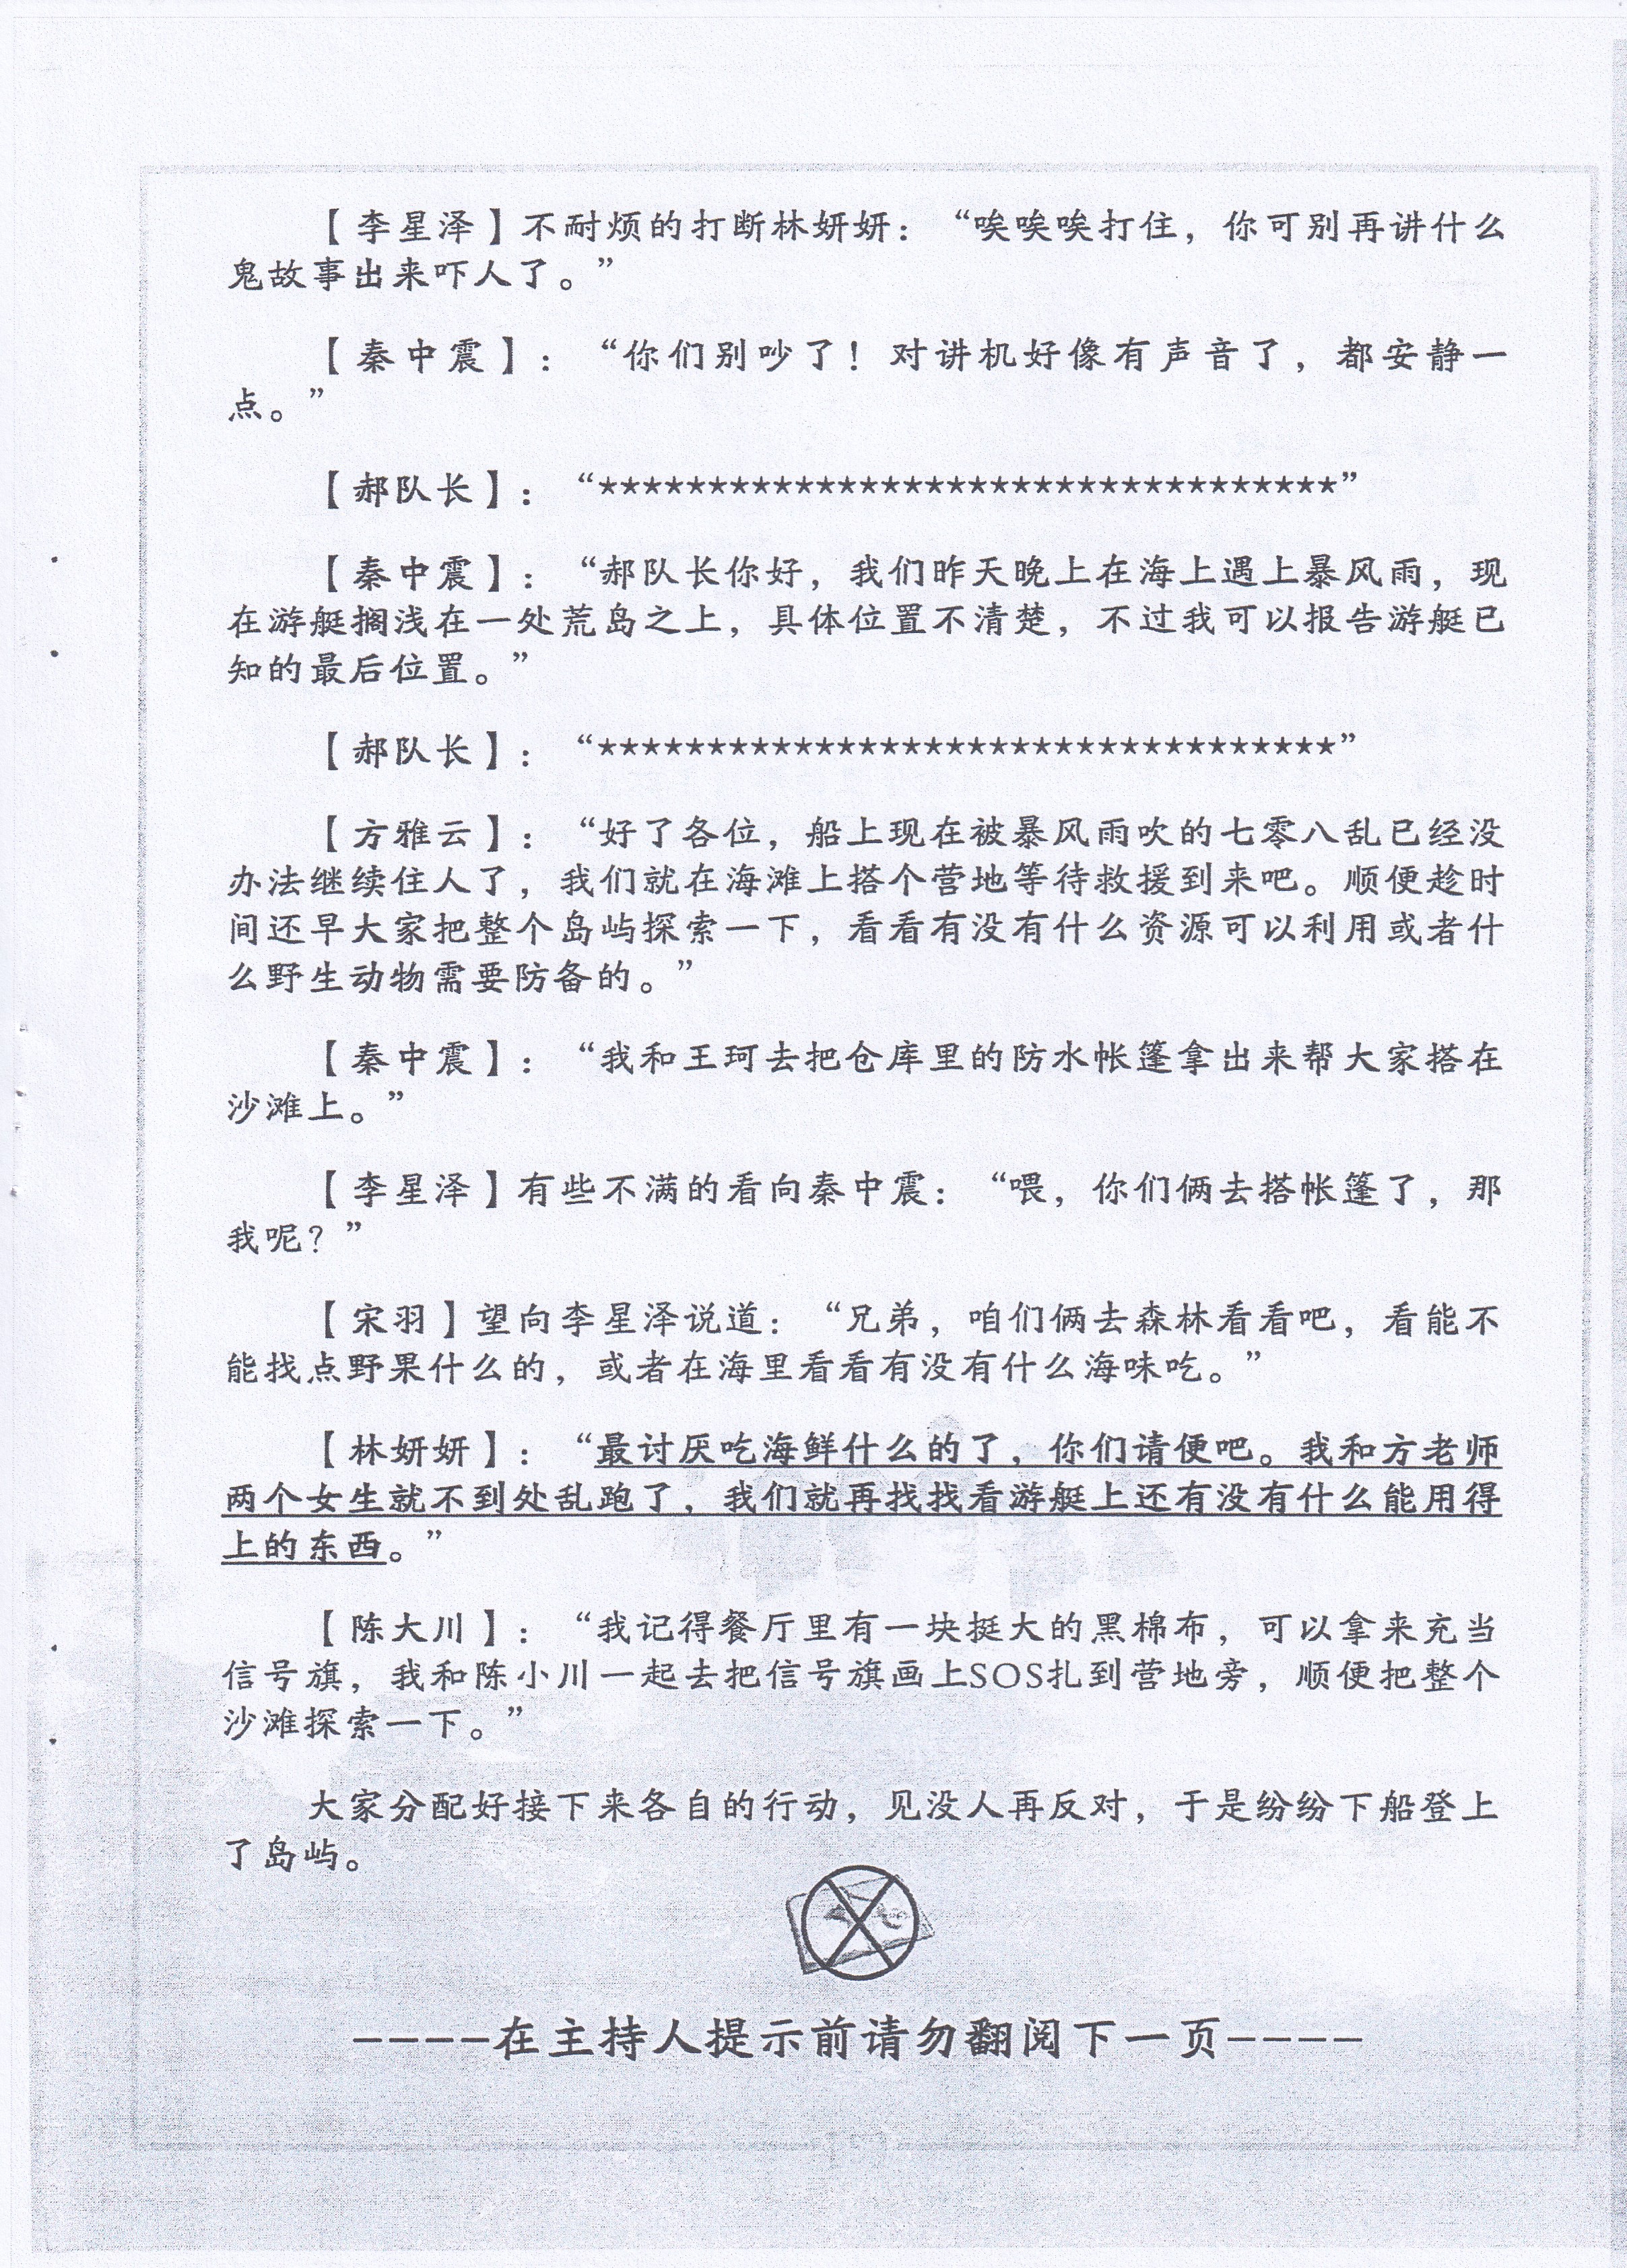 【李星泽】不耐烦的打断林妍妍：“唉唉唉打住，你可别再讲什么
鬼故事出来吓人了。”
【秦中震】：“你们别吵了！对讲机好像有声音了，都安静一
点。”
【郝队长】：“**********************************”
【秦中震】：“郝队长你好，我们昨天晚上在海上遇上暴风雨，现
在游艇搁浅在一处荒岛之上，具体位置不清楚，不过我可以报告游艇已
知的最后位置。”
【郝队长】：“**********************************”
【方雅云】：“好了各位，船上现在被暴风雨吹的七零八乱已经没
办法继续住人了，我们就在海滩上搭个营地等待救援到来吧。顺便趁时
间还早大家把整个岛屿探索一下，看看有没有什么资源可以利用或者什
么野生动物需要防备的。”
【秦中震】：“我和王珂去把仓库里的防水帐篷拿出来帮大家搭在
沙滩上。”
【李星泽】有些不满的看向秦中震：“喂，你们俩去搭帐篷了，那
我呢？”
【宋羽】望向李星泽说道：“兄弟，咱们俩去森林看看吧，看能不
能找点野果什么的，或者在海里看看有没有什么海味吃。”
【林妍妍】：“最讨厌吃海鲜什么的了，你们请便吧。我和方老师
两个女生就不到处乱跑了，我们就再找找看游艇上还有没有什么能用得
上的东西。”
【陈大川】：“我记得餐厅里有一块挺大的黑棉布，可以拿来充当
信号旗，我和陈小川一起去把信号旗画上SOS扎到营地旁，顺便把整个
沙滩探索一下。”
大家分配好接下来各自的行动，见没人再反对，于是纷纷下船登上
了岛屿。
----在主持人提示前请勿翻阅下一页----